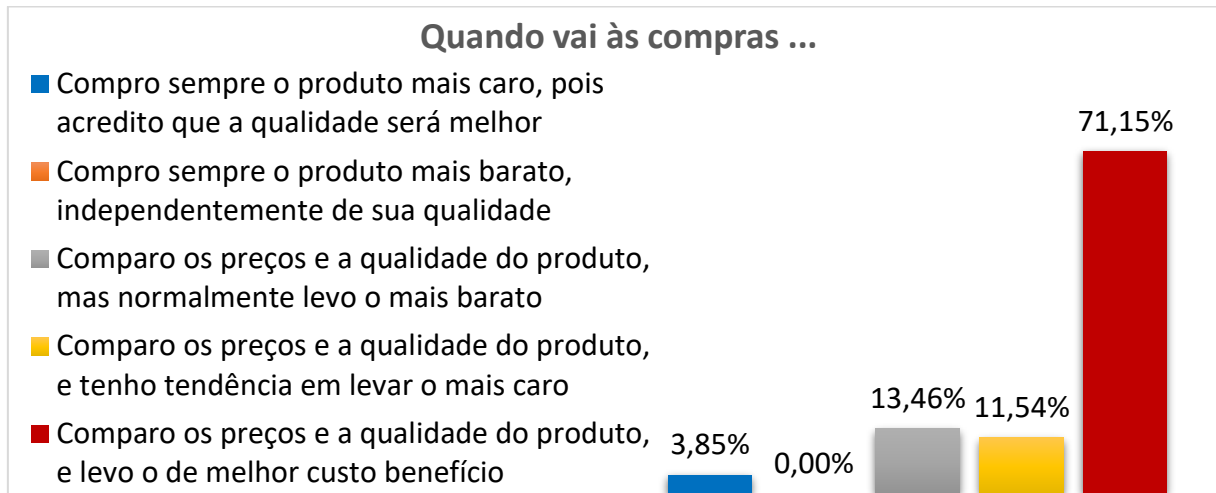 Quando vai às compras ...
Compro sempre o produto mais caro, pois
acredito que a qualidade será melhor
Compro sempre o produto mais barato,
independentemente de sua qualidade
Comparo os preços e a qualidade do produto,
mas normalmente levo o mais barato
Comparo os preços e a qualidade do produto,
e tenho tendência em levar o mais caro
Comparo os preços e a qualidade do produto,
e levo o de melhor custo benefício
3,85%
0,00%
13,46%
11,54%
71,15%